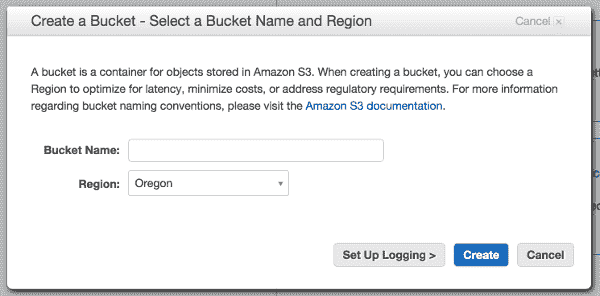 Create a Bucket - Select a Bucket Name and Region
Cancel
A bucket is a container for objects stored in Amazon S3. When creating a bucket, you can choose a
Region to optimize for latency, minimize costs, or address regulatory requirements. For more information
regarding bucket naming conventions, please visit the Amazon S3 documentation.
Bucket Name:
Region: Oregon
Set Up Logging > Create Cancel